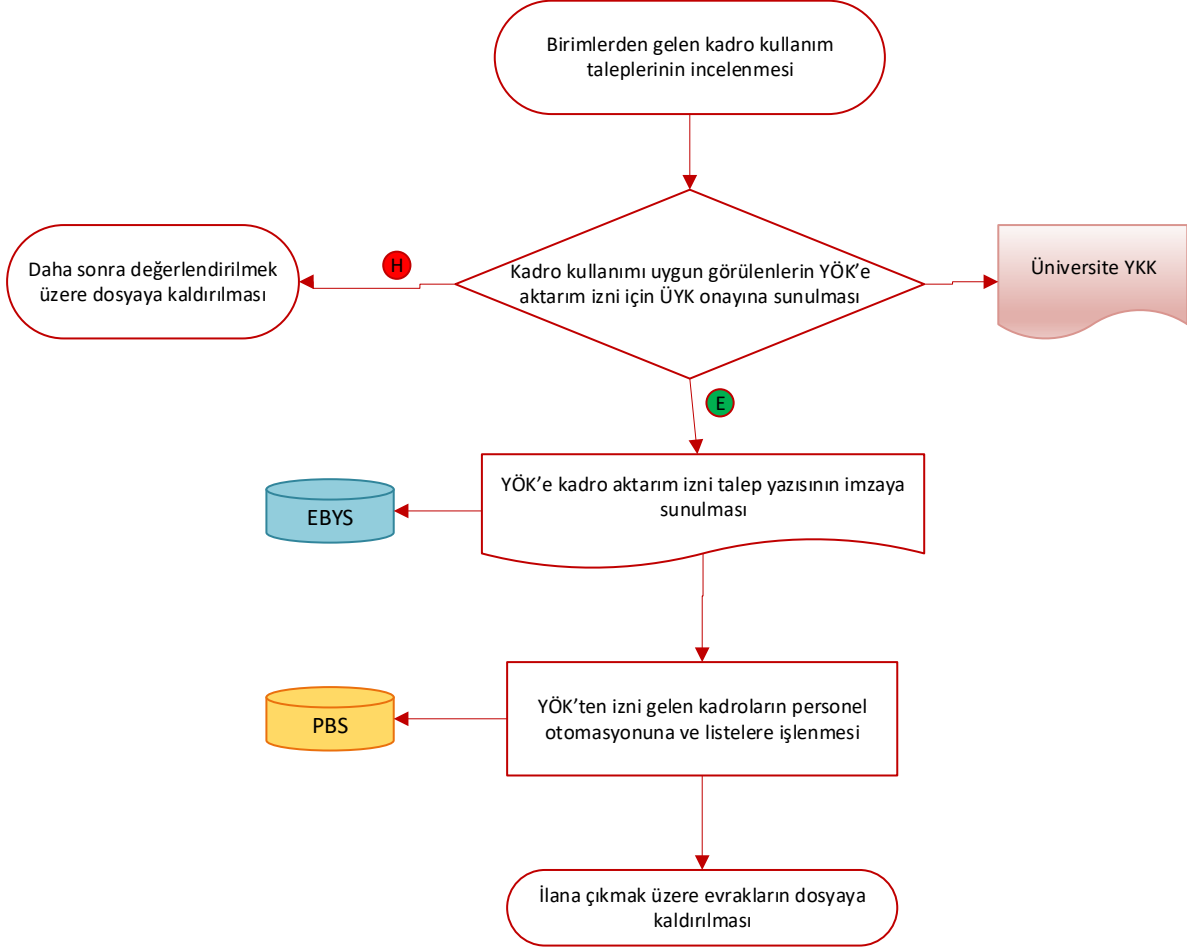 Birimlerden gelen kadro kullanım
taleplerinin incelenmesi
Daha sonra değerlendirilmek
üzere dosyaya kaldırılması
H
Kadro kullanımı uygun görülenlerin YÖK’e
aktarım izni için ÜYK onayına sunulması
Üniversite YKK
E
YÖK’e kadro aktarım izni talep yazısının imzaya
sunulması
EBYS
YÖK’ten izni gelen kadroların personel
otomasyonuna ve listelere işlenmesi
PBS
İlana çıkmak üzere evrakların dosyaya
kaldırılması